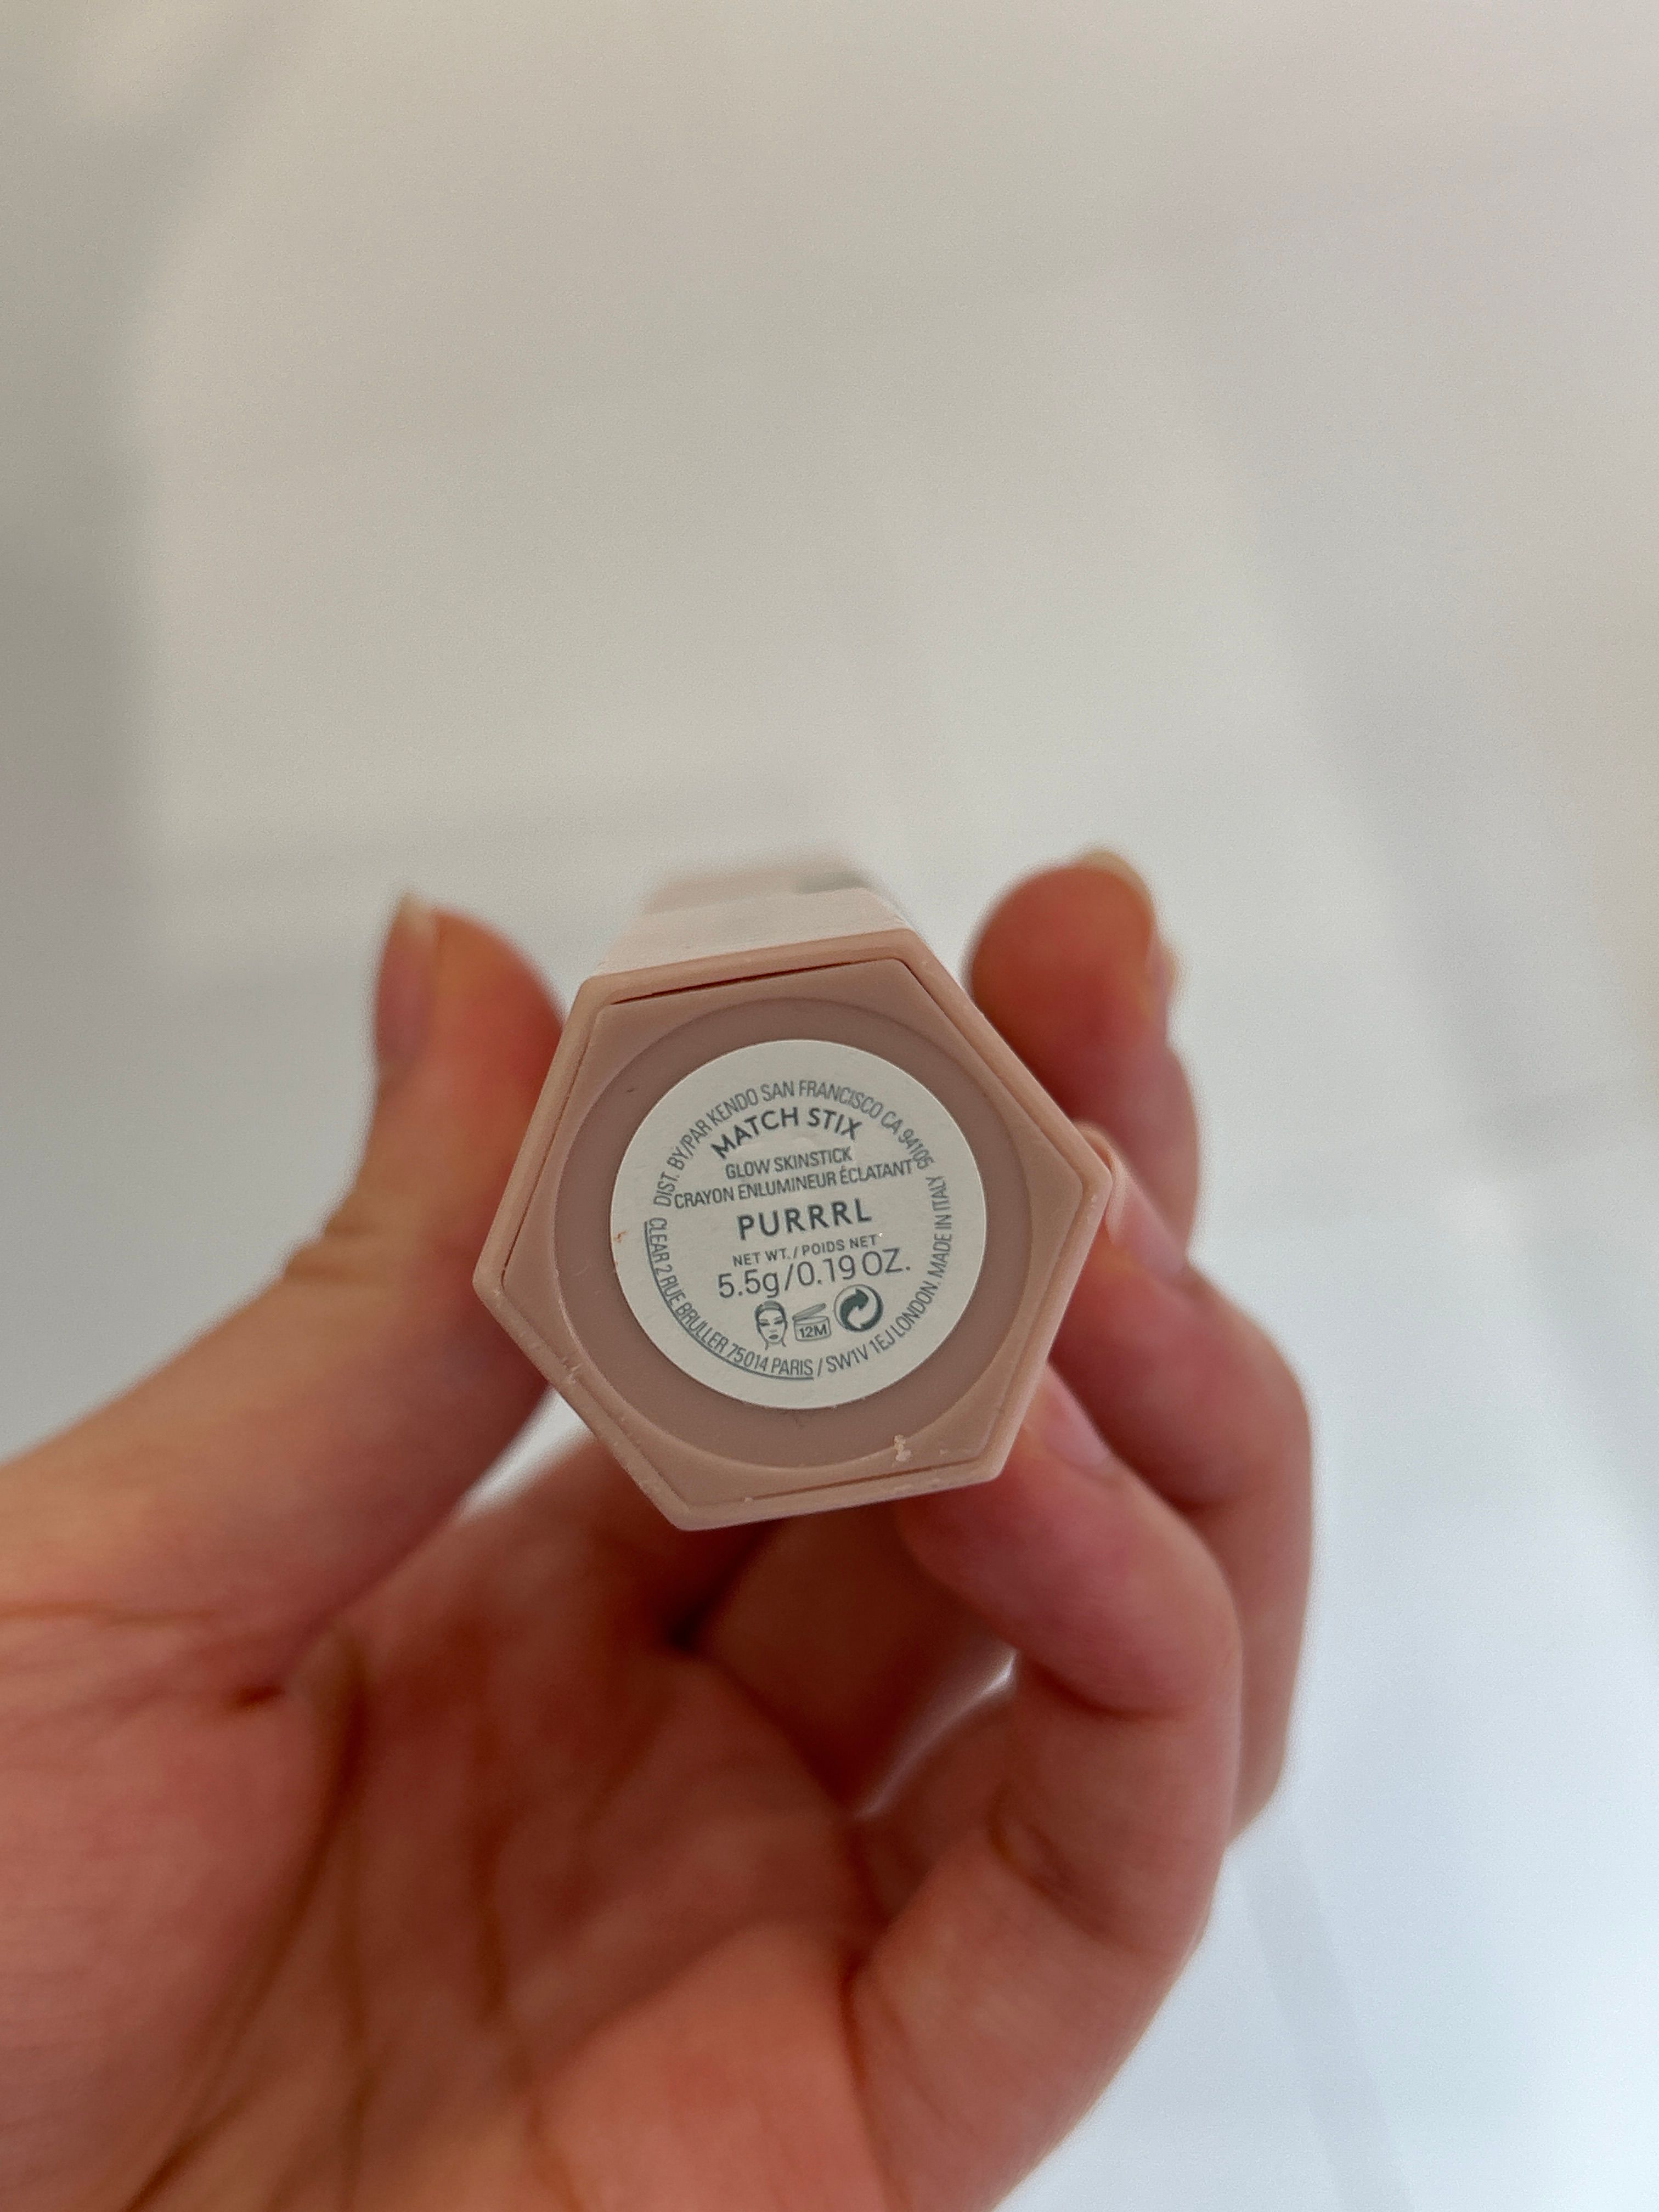 DIST. BY/PAR KENDO SAN FRANCISCO CA 94105
MATCH STIX
GLOW SKINSTICK
CRAYON ENLUMINEUR ÉCLATANT
PURRRL
NET WT. / POIDS NET
5.5g/0.19 OZ.
12M
CLEAR 2 RUE BRULLER 75014 PARIS / SW1V 1EJ LONDON. MADE IN ITALY